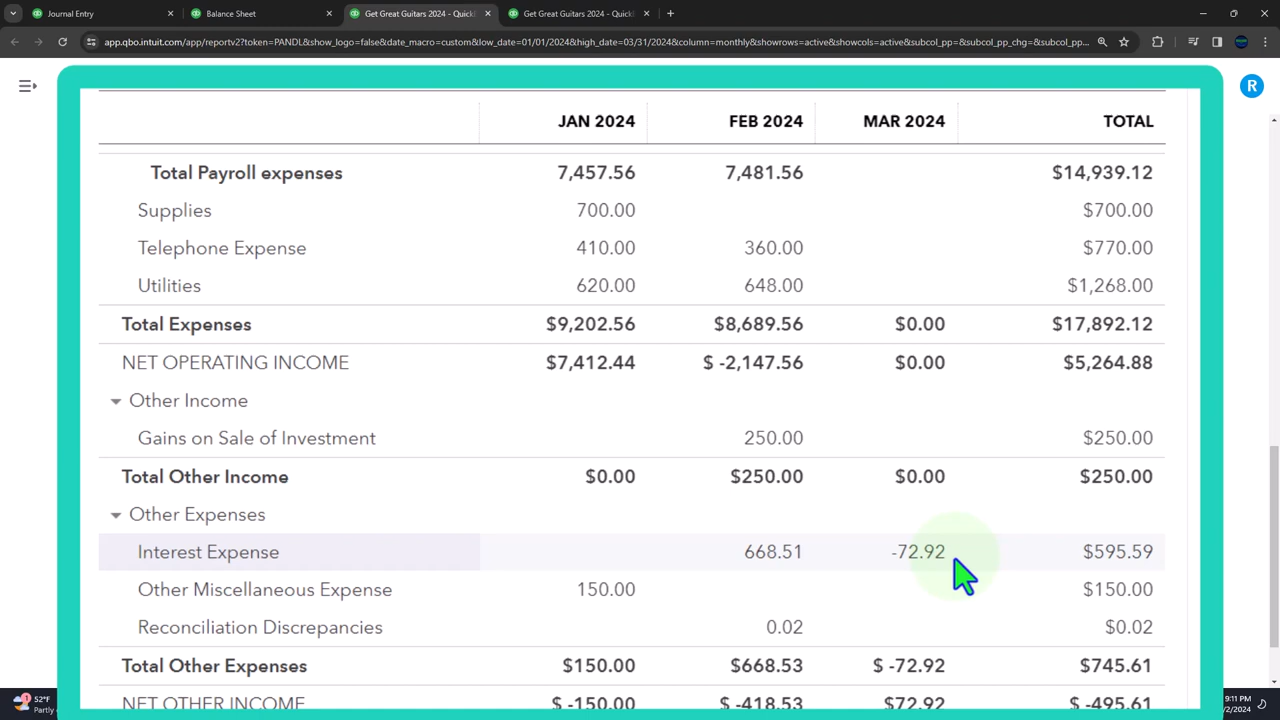 Journal Entry
Balance Sheet
Get Great Guitars 2024 - QuickB
Get Great Guitars 2024 - QuickB
app.qbo.intuit.com/app/reportv2?token=PANDL&show_logo=false&date_macro=custom&low_date=01/01/2024&high_date=03/31/2024&column=monthly&showrows=active&showcols=active&subcol_pp=&subcol_pp_chg=&subcol_pp...
R
JAN 2024 FEB 2024 MAR 2024 TOTAL
Total Payroll expenses 7,457.56 7,481.56 $14,939.12
Supplies 700.00 $700.00
Telephone Expense 410.00 360.00 $770.00
Utilities 620.00 648.00 $1,268.00
Total Expenses $9,202.56 $8,689.56 $0.00 $17,892.12
NET OPERATING INCOME $7,412.44 $ -2,147.56 $0.00 $5,264.88
Other Income
Gains on Sale of Investment 250.00 $250.00
Total Other Income $0.00 $250.00 $0.00 $250.00
Other Expenses
Interest Expense 668.51 -72.92 $595.59
Other Miscellaneous Expense 150.00 $150.00
Reconciliation Discrepancies 0.02 $0.02
Total Other Expenses $150.00 $668.53 $ -72.92 $745.61
NET OTHER INCOME $ -150.00 $ -418.53 $72.92 $ -495.61
1
52°F
Partly
9:11 PM
/2/2024